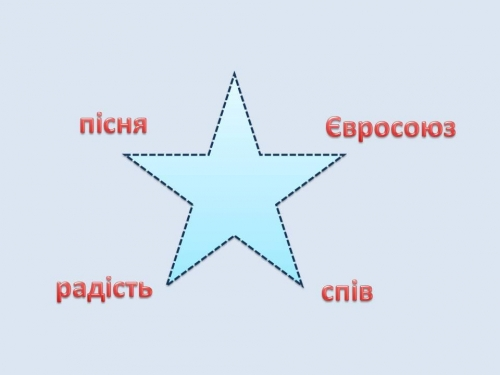 пісня
Євросоюз
радість
спів